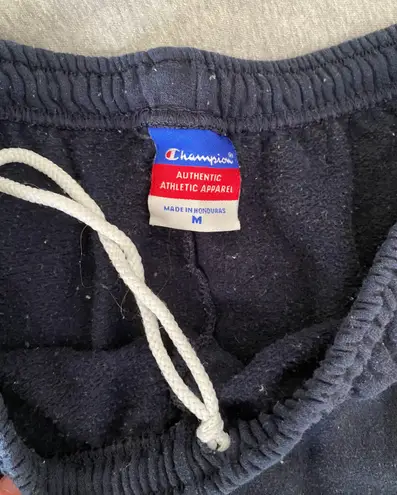 Champion®
AUTHENTIC
ATHLETIC APPAREL
MADE IN HONDURAS
M